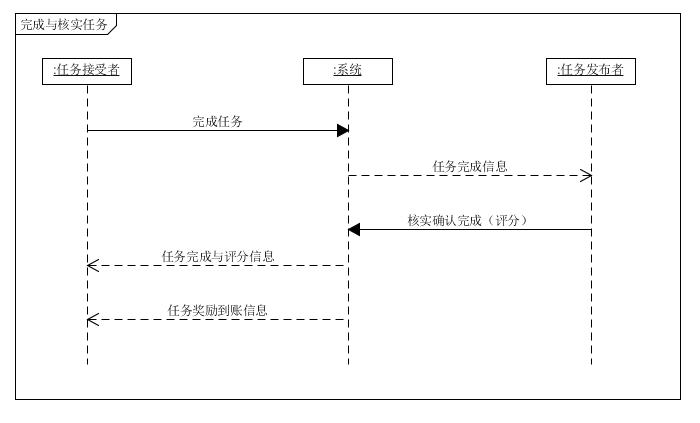 完成与核实任务
:任务接受者
:系统
:任务发布者
完成任务
任务完成信息
核实确认完成（评分）
任务完成与评分信息
任务奖励到账信息